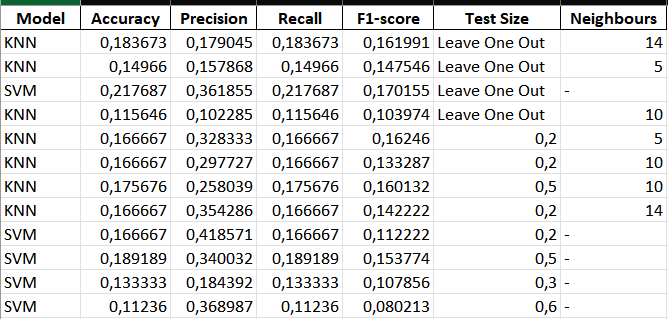 Model Accuracy Precision Recall F1-score Test Size Neighbours
KNN 0,183673 0,179045 0,183673 0,161991 Leave One Out 14
KNN 0,14966 0,157868 0,14966 0,147546 Leave One Out 5
SVM 0,217687 0,361855 0,217687 0,170155 Leave One Out -
KNN 0,115646 0,102285 0,115646 0,103974 Leave One Out 10
KNN 0,166667 0,328333 0,166667 0,16246 0,2 5
KNN 0,166667 0,297727 0,166667 0,133287 0,2 10
KNN 0,175676 0,258039 0,175676 0,160132 0,5 10
KNN 0,166667 0,354286 0,166667 0,142222 0,2 14
SVM 0,166667 0,418571 0,166667 0,112222 0,2 -
SVM 0,189189 0,340032 0,189189 0,153774 0,5 -
SVM 0,133333 0,184392 0,133333 0,107856 0,3 -
SVM 0,11236 0,368987 0,11236 0,080213 0,6 -